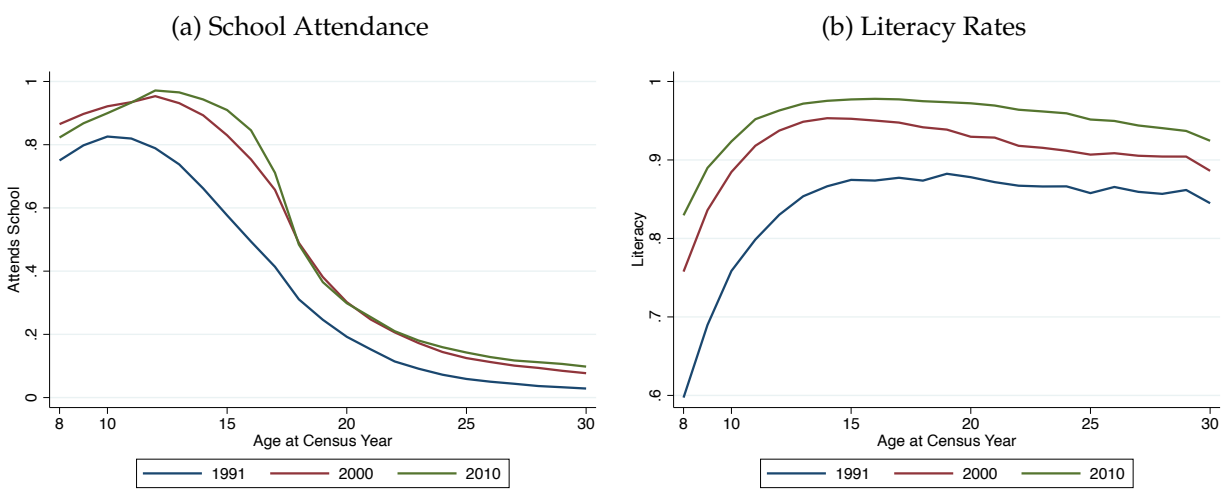 (a) School Attendance
Attends School
0 .2 .4 .6 .8 1
8 10 15 20 25 30
Age at Census Year
1991 2000 2010
(b) Literacy Rates
Literacy
.6 .7 .8 .9 1
8 10 15 20 25 30
Age at Census Year
1991 2000 2010